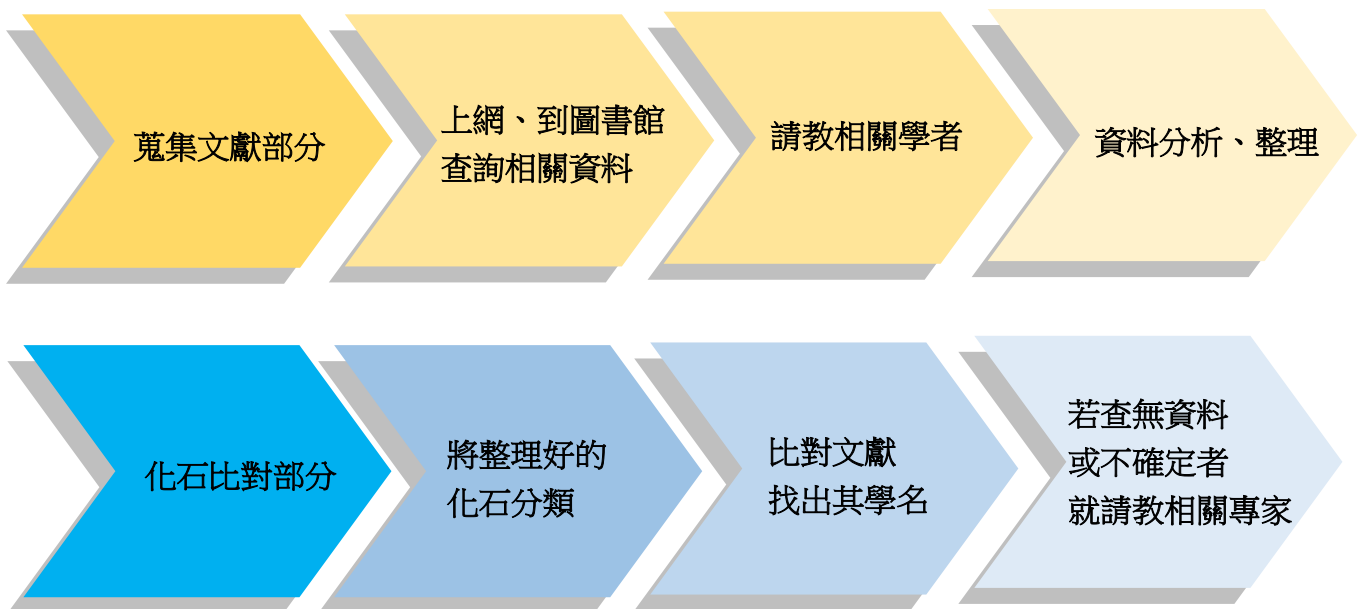 蒐集文獻部分
上網、到圖書館
查詢相關資料
請教相關學者
資料分析、整理
化石比對部分
將整理好的
化石分類
比對文獻
找出其學名
若查無資料
或不確定者
就請教相關專家